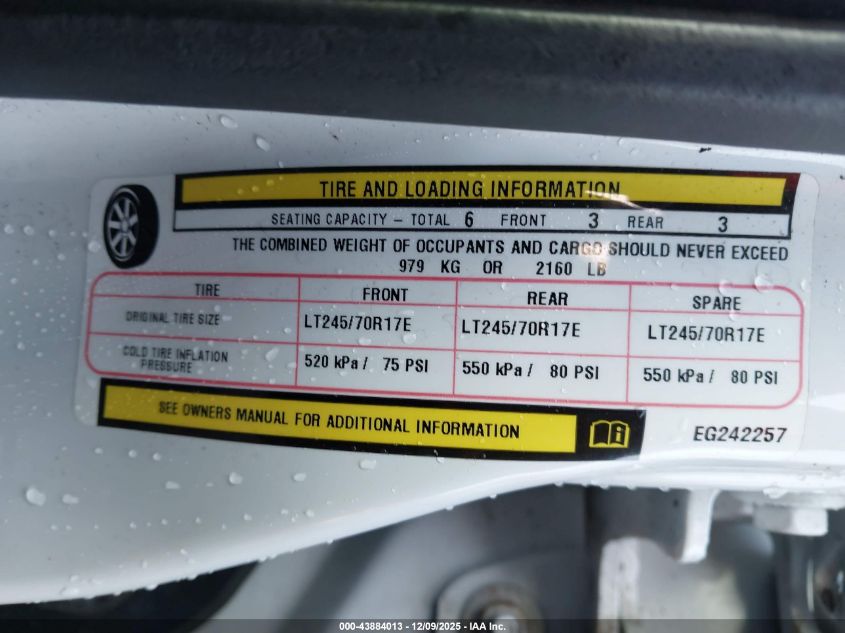 TIRE AND LOADING INFORMATION
SEATING CAPACITY – TOTAL 6 FRONT 3 REAR 3
THE COMBINED WEIGHT OF OCCUPANTS AND CARGO SHOULD NEVER EXCEED
979 KG OR 2160 LB
TIRE FRONT REAR SPARE
ORIGINAL TIRE SIZE LT245/70R17E LT245/70R17E LT245/70R17E
COLD TIRE INFLATION PRESSURE 520 kPa / 75 PSI 550 kPa / 80 PSI 550 kPa / 80 PSI
SEE OWNERS MANUAL FOR ADDITIONAL INFORMATION
EG242257
000-43884013 - 12/09/2025 - IAA Inc.